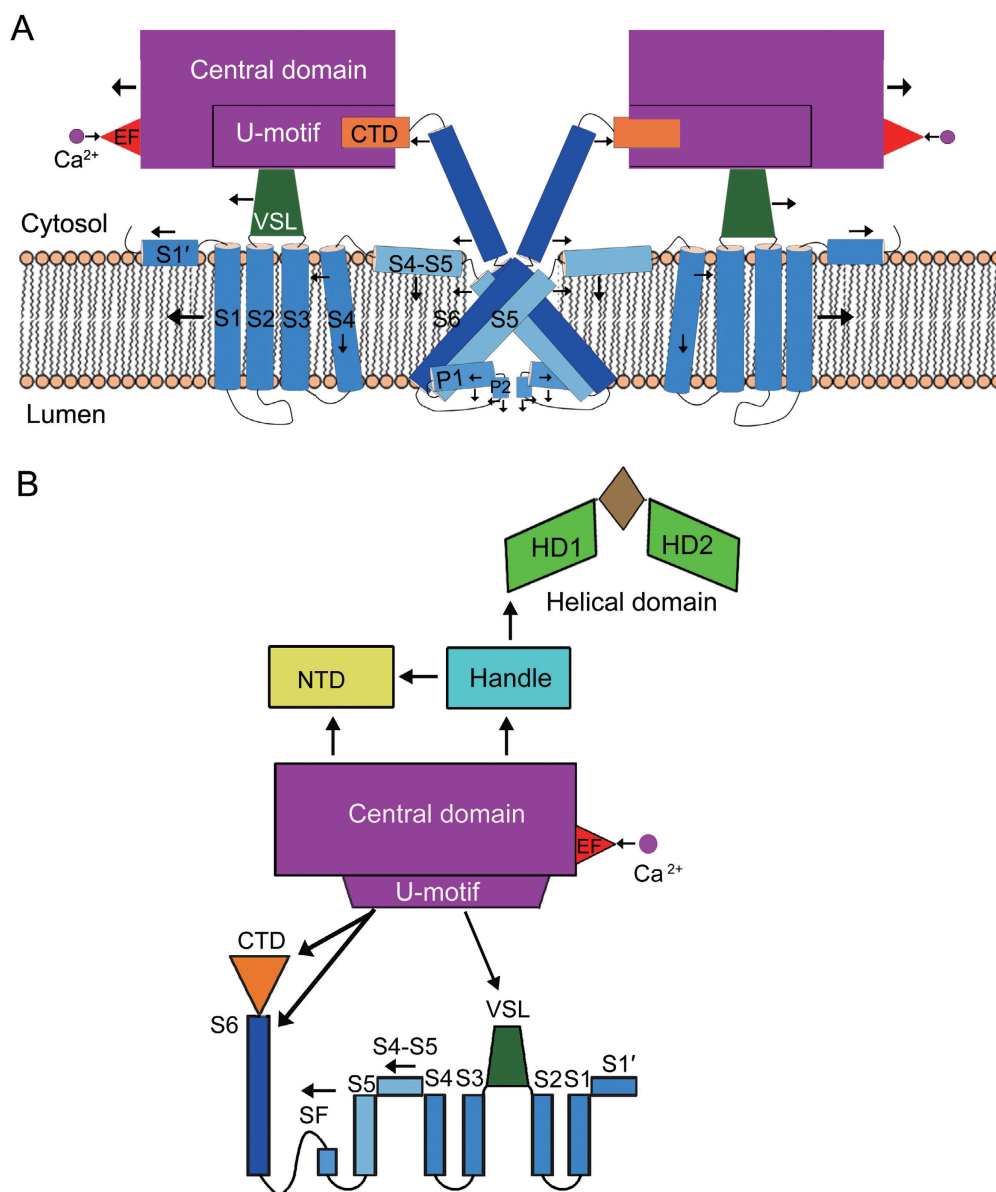 A
Central domain
U-motif
CTD
EF
Ca2+
VSL
Cytosol
S1′
S4-S5
S1
S2
S3
S4
S6
S5
P1
P2
Lumen
B
HD1
HD2
Helical domain
NTD
Handle
Central domain
EF
Ca 2+
U-motif
CTD
VSL
S6
S4-S5
S5
S4
S3
S2
S1
S1′
SF